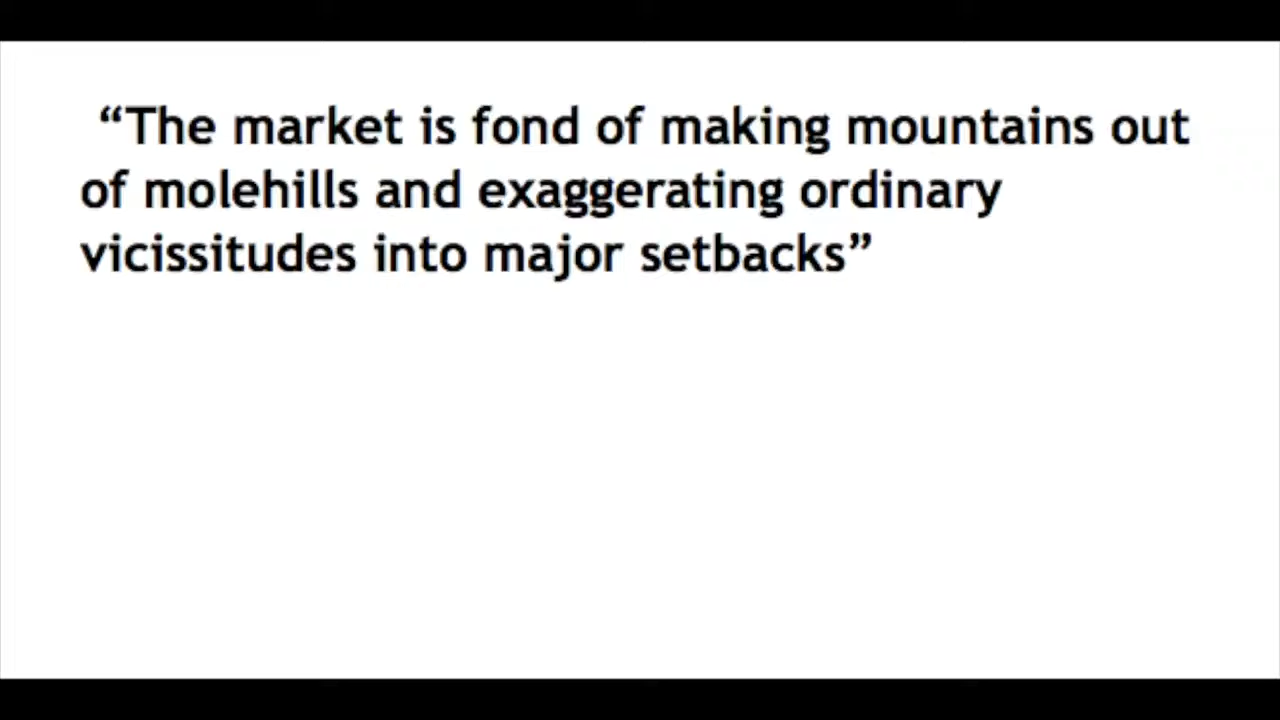 “The market is fond of making mountains out
of molehills and exaggerating ordinary
vicissitudes into major setbacks”